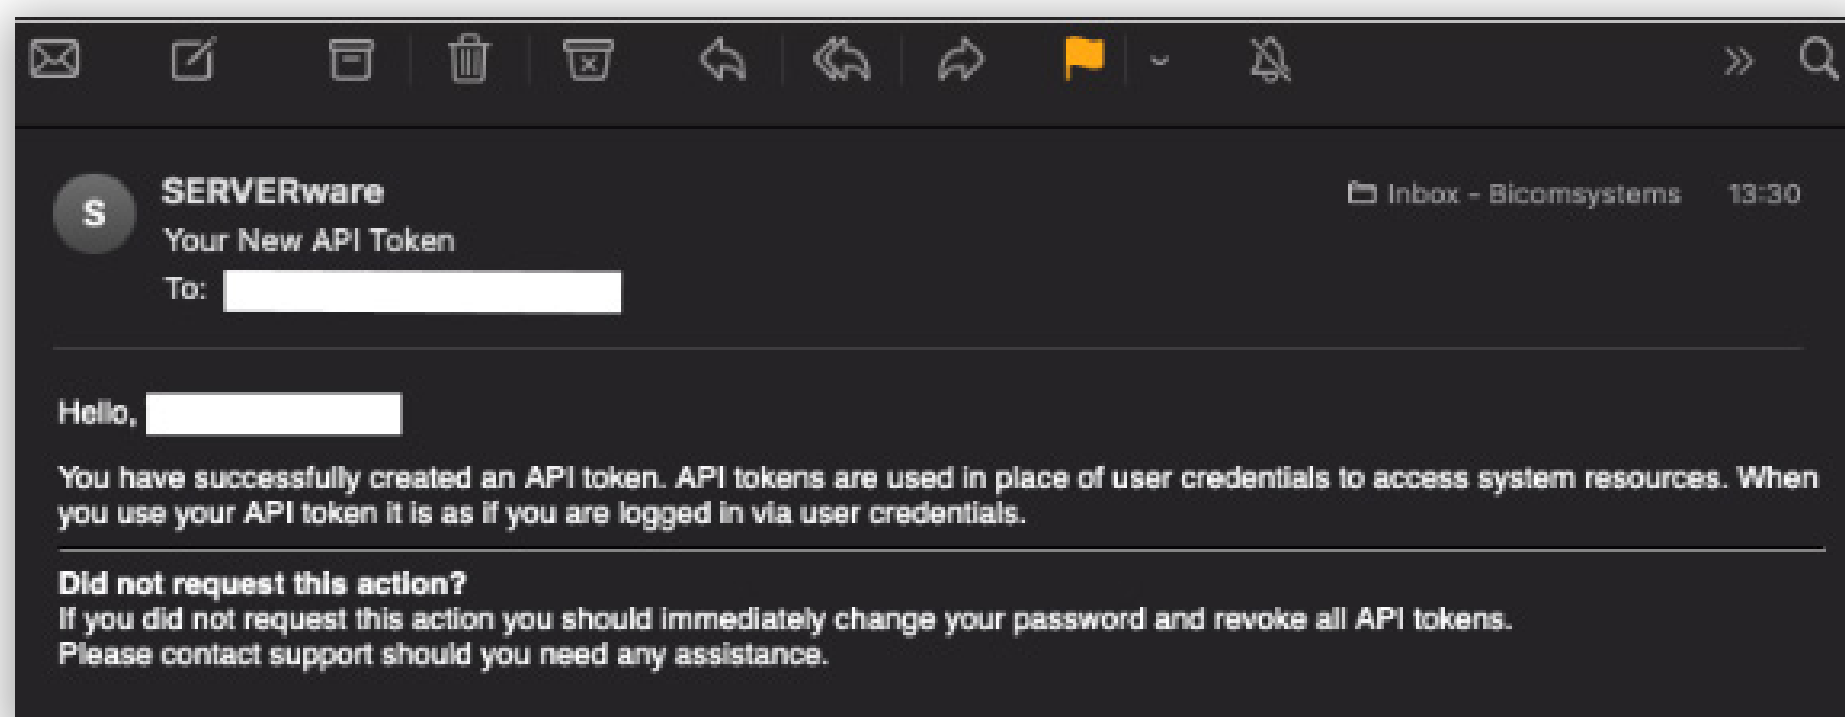 SERVERware
Inbox - Bicomsystems 13:30
Your New API Token
To:
S
Hello,
You have successfully created an API token. API tokens are used in place of user credentials to access system resources. When
you use your API token it is as if you are logged in via user credentials.
Did not request this action?
If you did not request this action you should immediately change your password and revoke all API tokens.
Please contact support should you need any assistance.